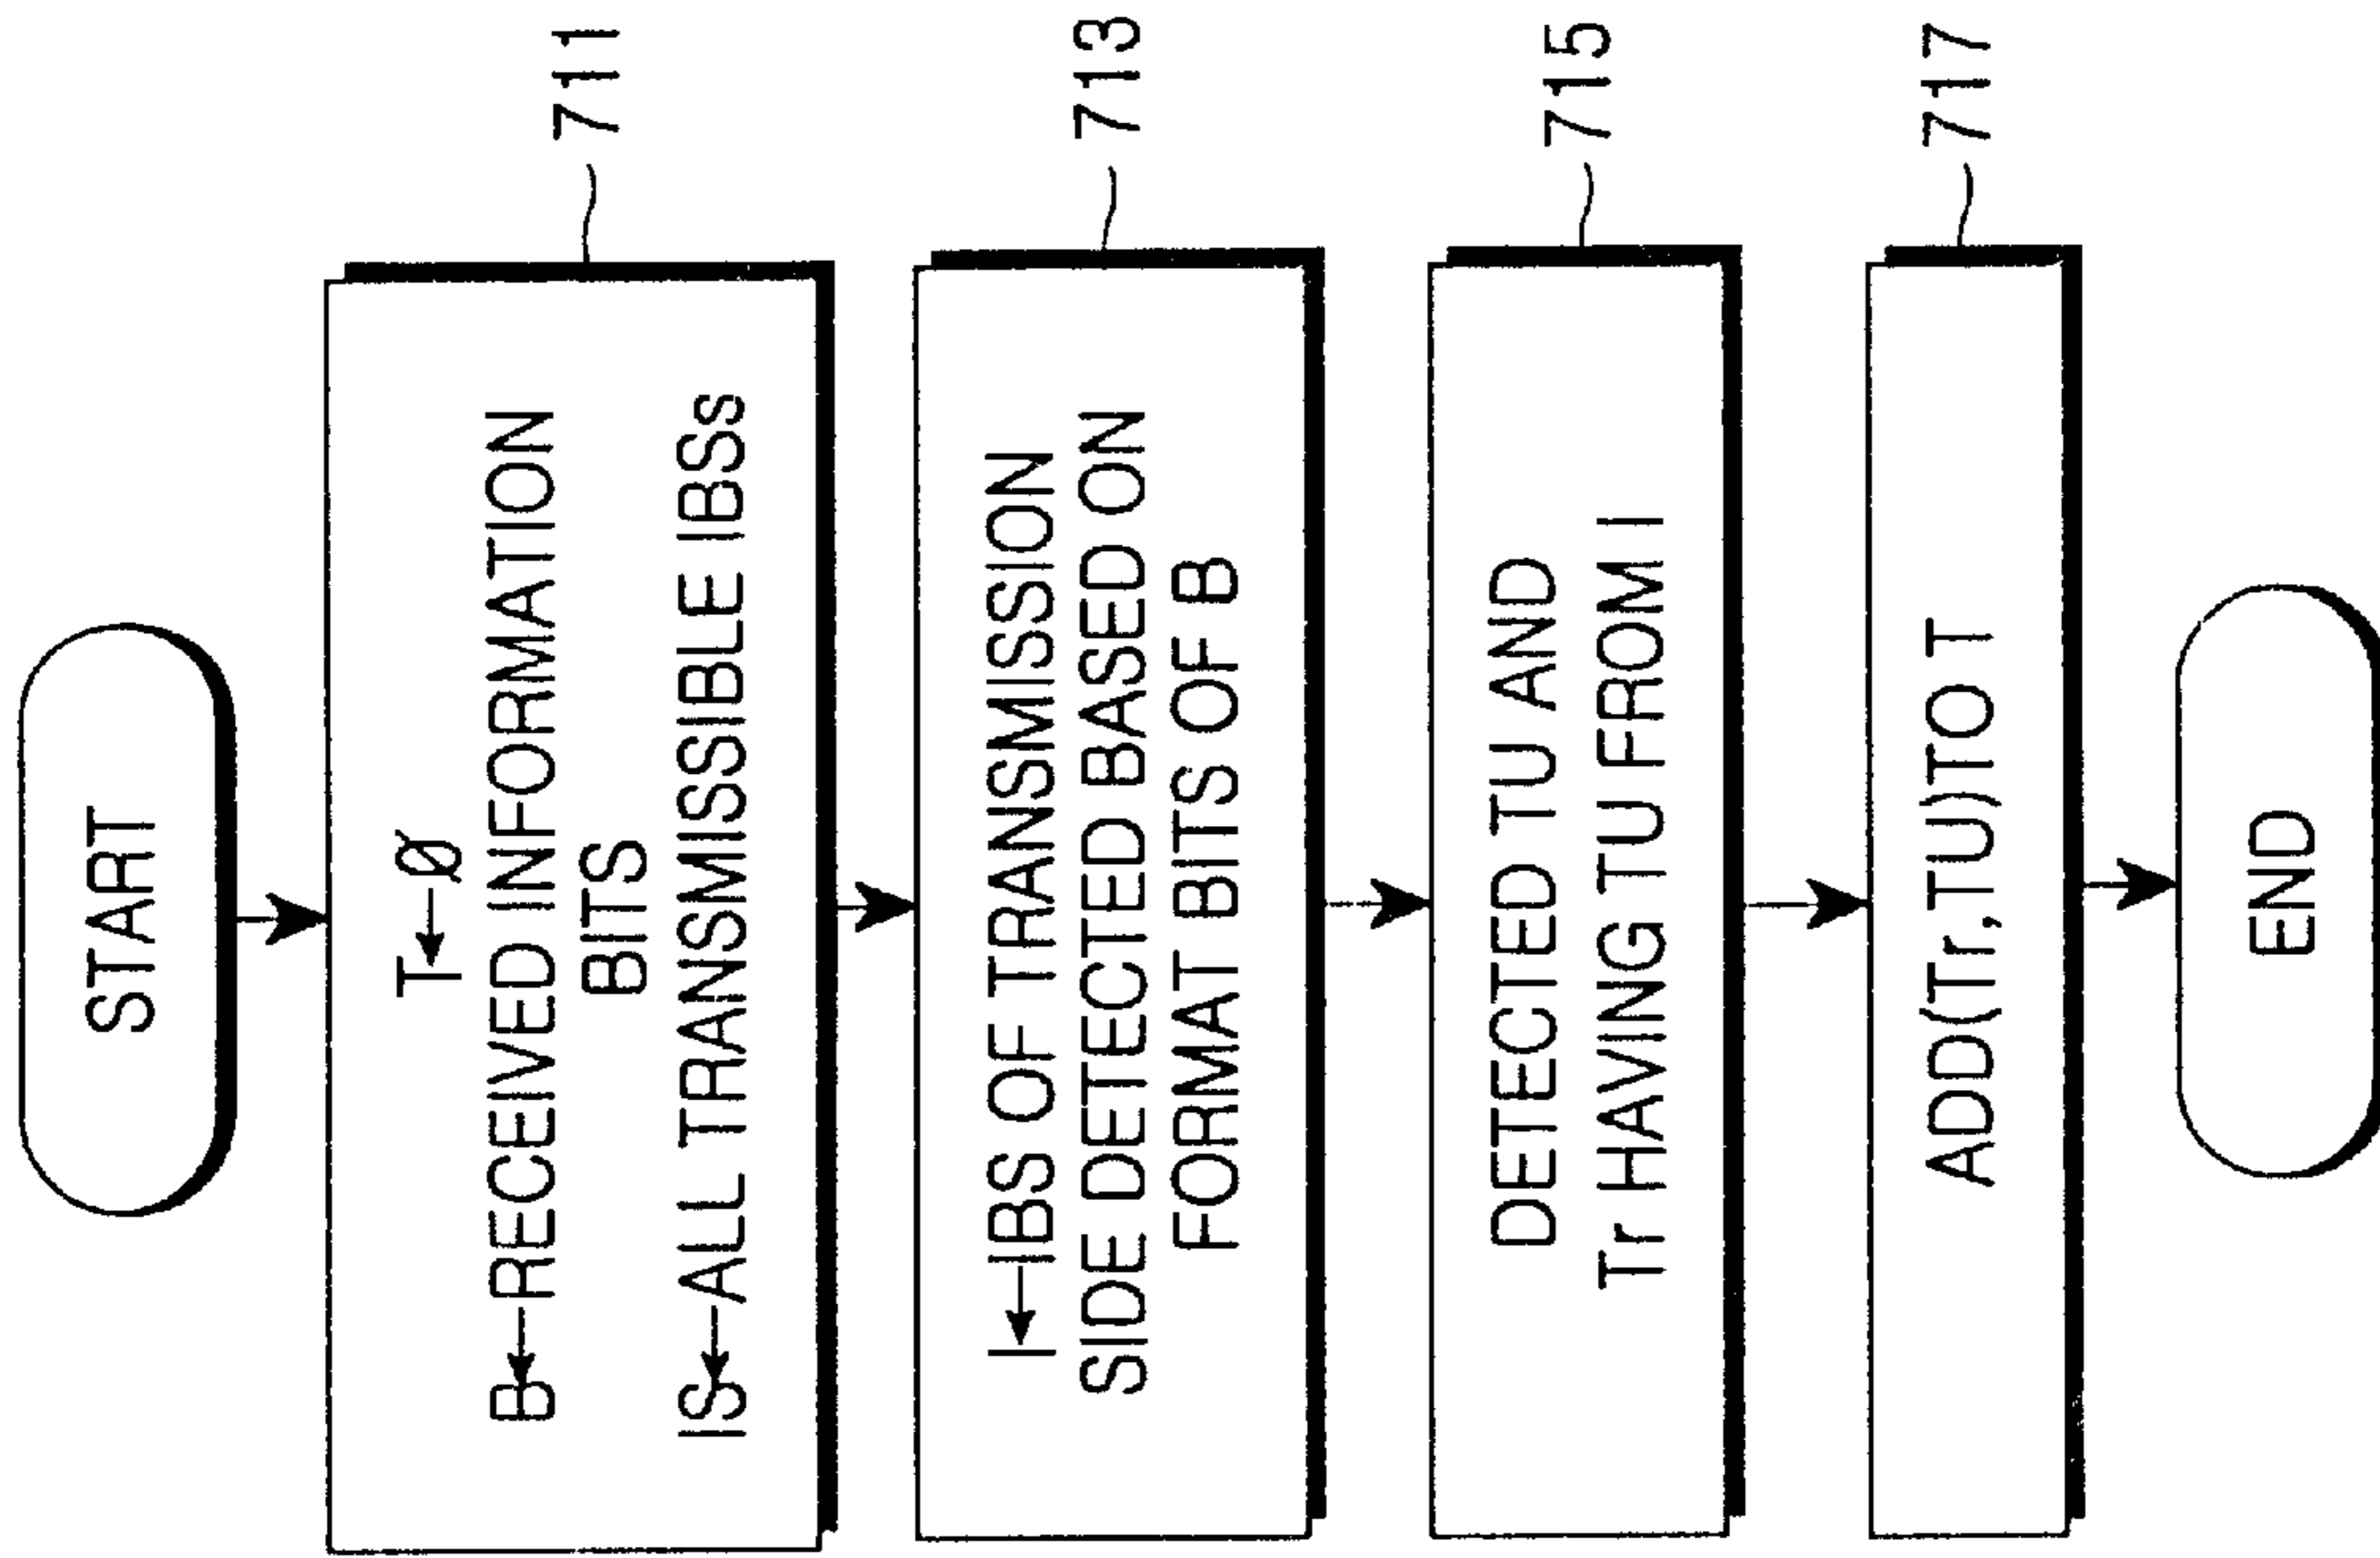 START
T←Ø
B←RECEIVED INFORMATION
BITS
IS←ALL TRANSMISSIBLE IBSs
711
I←IBS OF TRANSMISSION
SIDE DETECTED BASED ON
FORMAT BITS OF B
713
DETECTED TU AND
Tr HAVING TU FROM I
715
ADD(Tr,TU)TO T
717
END